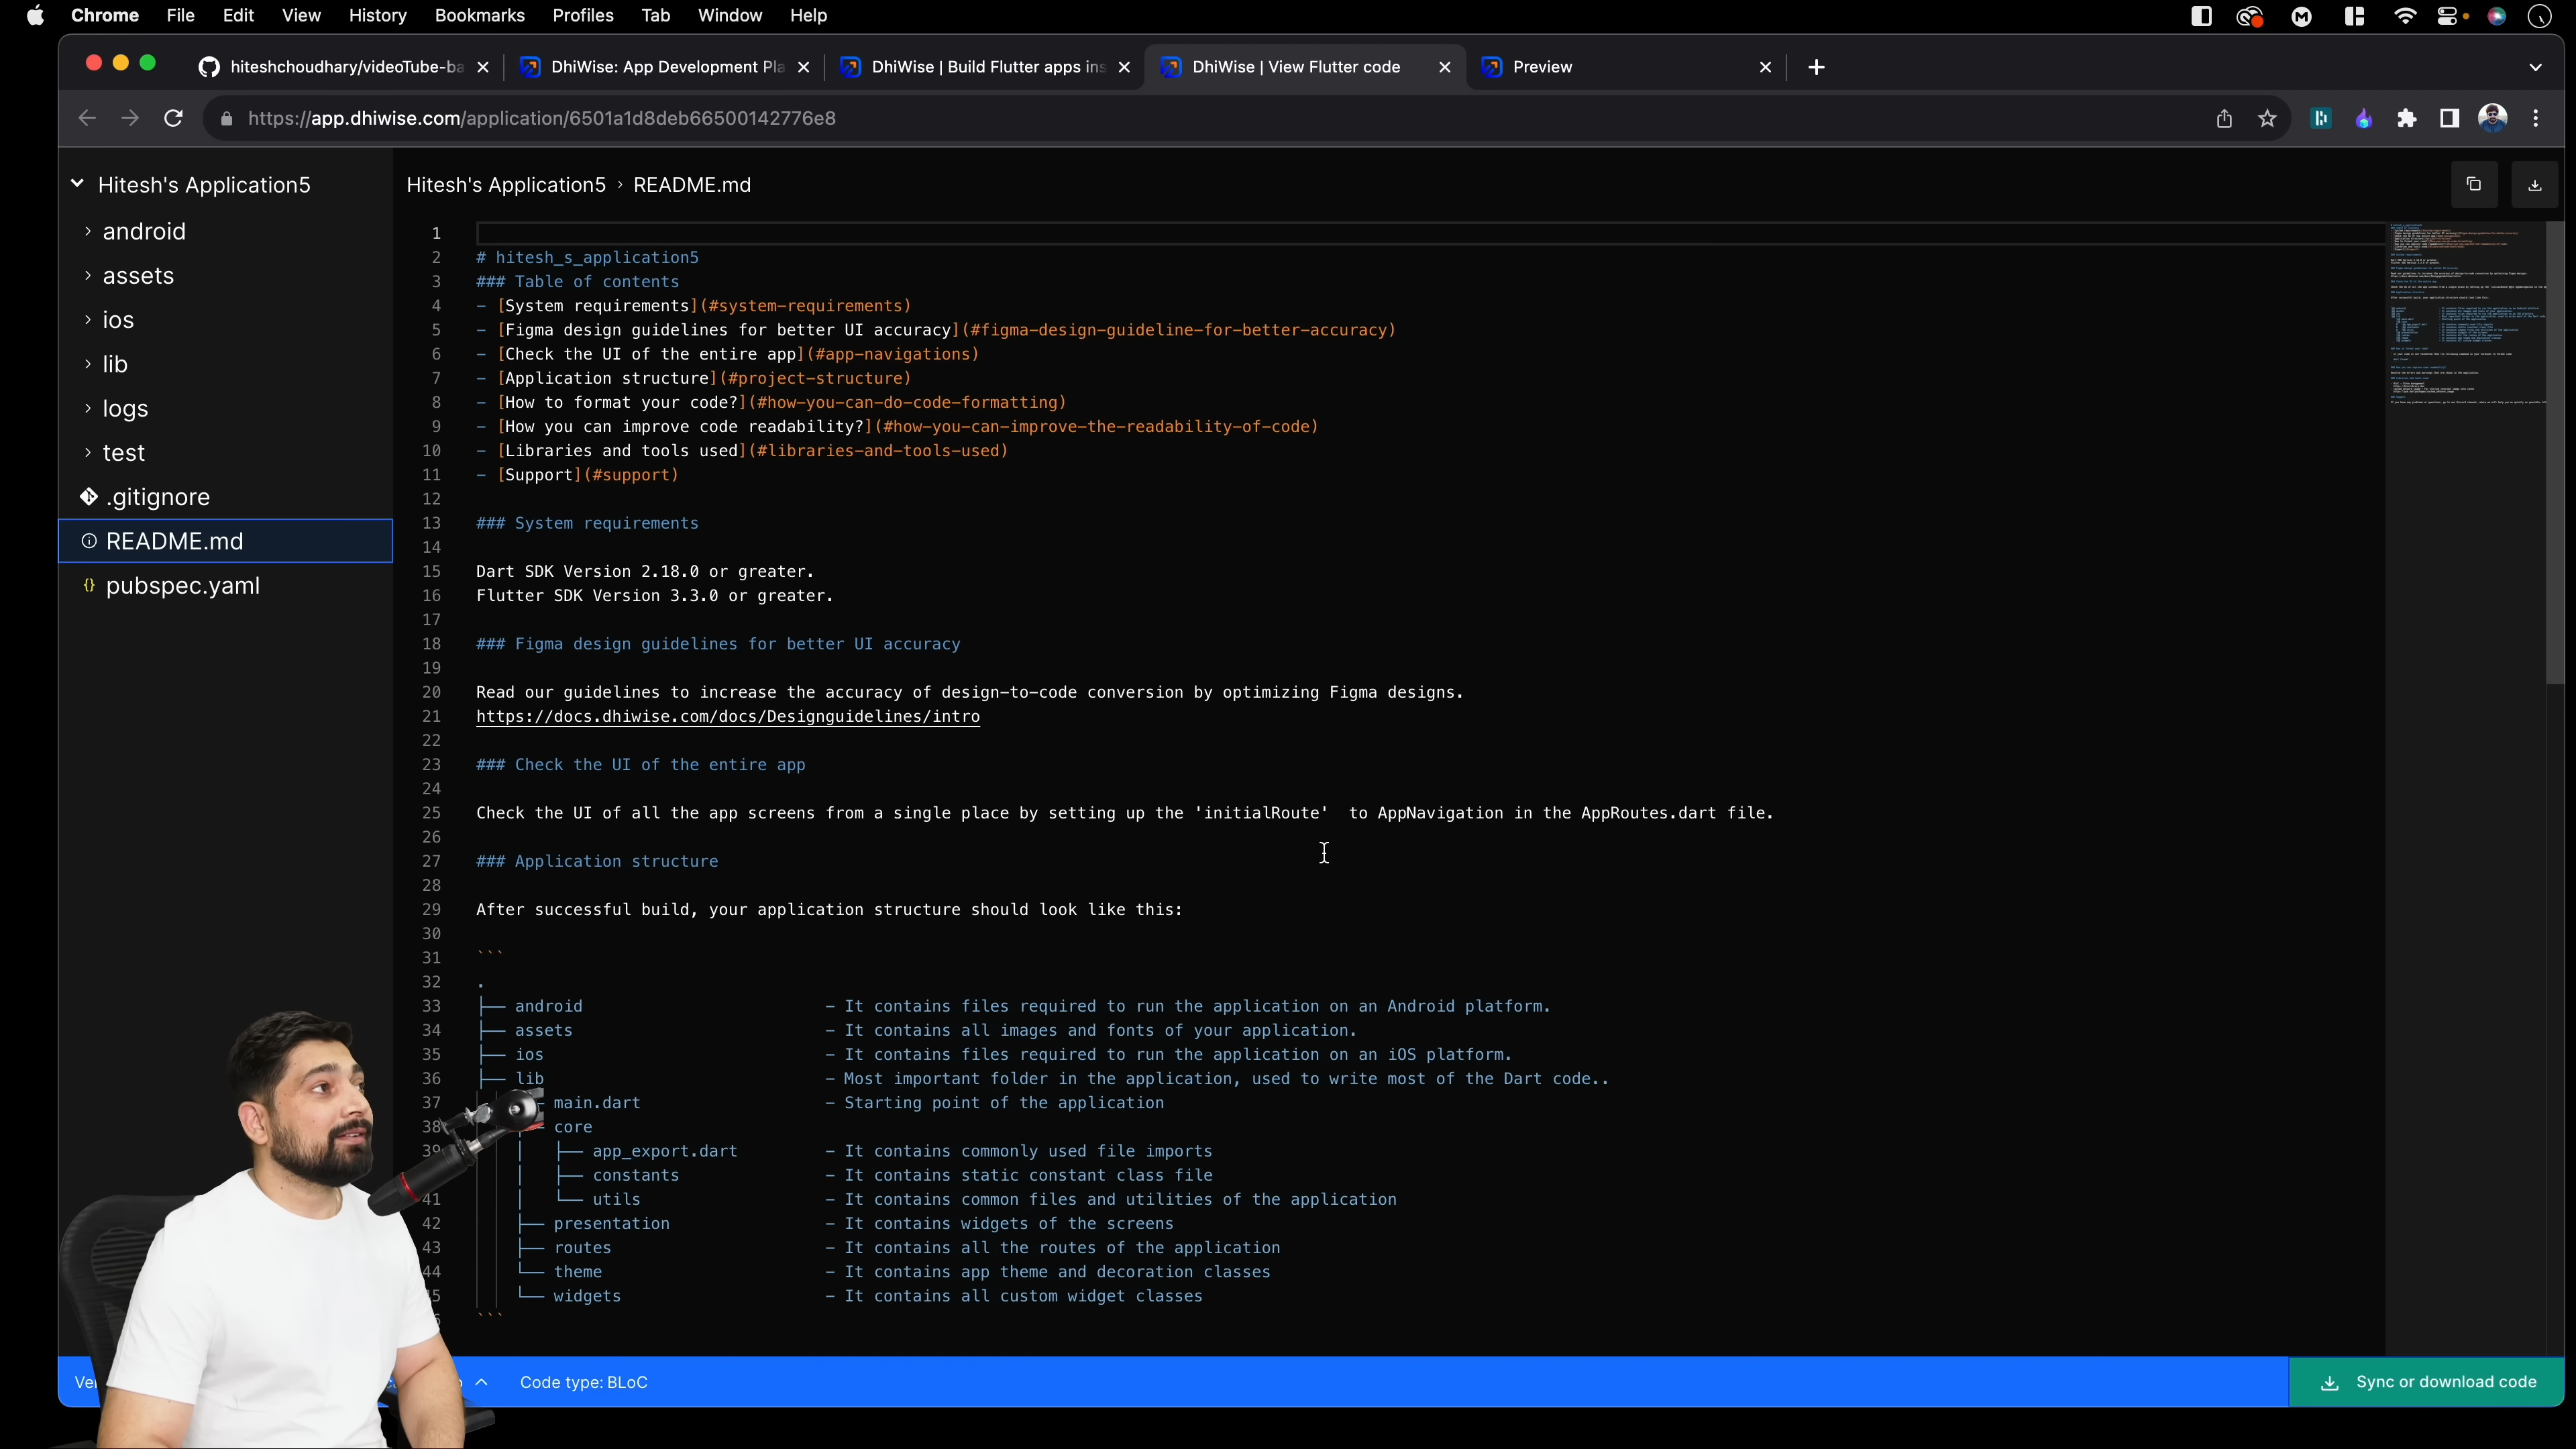 Chrome File Edit View History Bookmarks Profiles Tab Window Help
hiteshchoudhary/videoTube-ba
DhiWise: App Development Pla
DhiWise | Build Flutter apps ins
DhiWise | View Flutter code
Preview
https://app.dhiwise.com/application/6501a1d8deb66500142776e8
Hitesh's Application5
android
assets
ios
lib
logs
test
.gitignore
README.md
pubspec.yaml
Hitesh's Application5 › README.md
1
2 # hitesh_s_application5
3 ### Table of contents
4 - [System requirements](#system-requirements)
5 - [Figma design guidelines for better UI accuracy](#figma-design-guideline-for-better-accuracy)
6 - [Check the UI of the entire app](#app-navigations)
7 - [Application structure](#project-structure)
8 - [How to format your code?](#how-you-can-do-code-formatting)
9 - [How you can improve code readability?](#how-you-can-improve-the-readability-of-code)
10 - [Libraries and tools used](#libraries-and-tools-used)
11 - [Support](#support)
12
13 ### System requirements
14
15 Dart SDK Version 2.18.0 or greater.
16 Flutter SDK Version 3.3.0 or greater.
17
18 ### Figma design guidelines for better UI accuracy
19
20 Read our guidelines to increase the accuracy of design-to-code conversion by optimizing Figma designs.
21 https://docs.dhiwise.com/docs/Designguidelines/intro
22
23 ### Check the UI of the entire app
24
25 Check the UI of all the app screens from a single place by setting up the 'initialRoute'  to AppNavigation in the AppRoutes.dart file.
26
27 ### Application structure
28
29 After successful build, your application structure should look like this:
30
31 ```
32 .
33 ├── android - It contains files required to run the application on an Android platform.
34 ├── assets - It contains all images and fonts of your application.
35 ├── ios - It contains files required to run the application on an iOS platform.
36 ├── lib - Most important folder in the application, used to write most of the Dart code..
37 main.dart - Starting point of the application
38 core
39 │ ├── app_export.dart - It contains commonly used file imports
│ ├── constants - It contains static constant class file
41 │ └── utils - It contains common files and utilities of the application
42 ├── presentation - It contains widgets of the screens
43 ├── routes - It contains all the routes of the application
44 └── theme - It contains app theme and decoration classes
5 └── widgets - It contains all custom widget classes
```
Code type: BLoC
Sync or download code